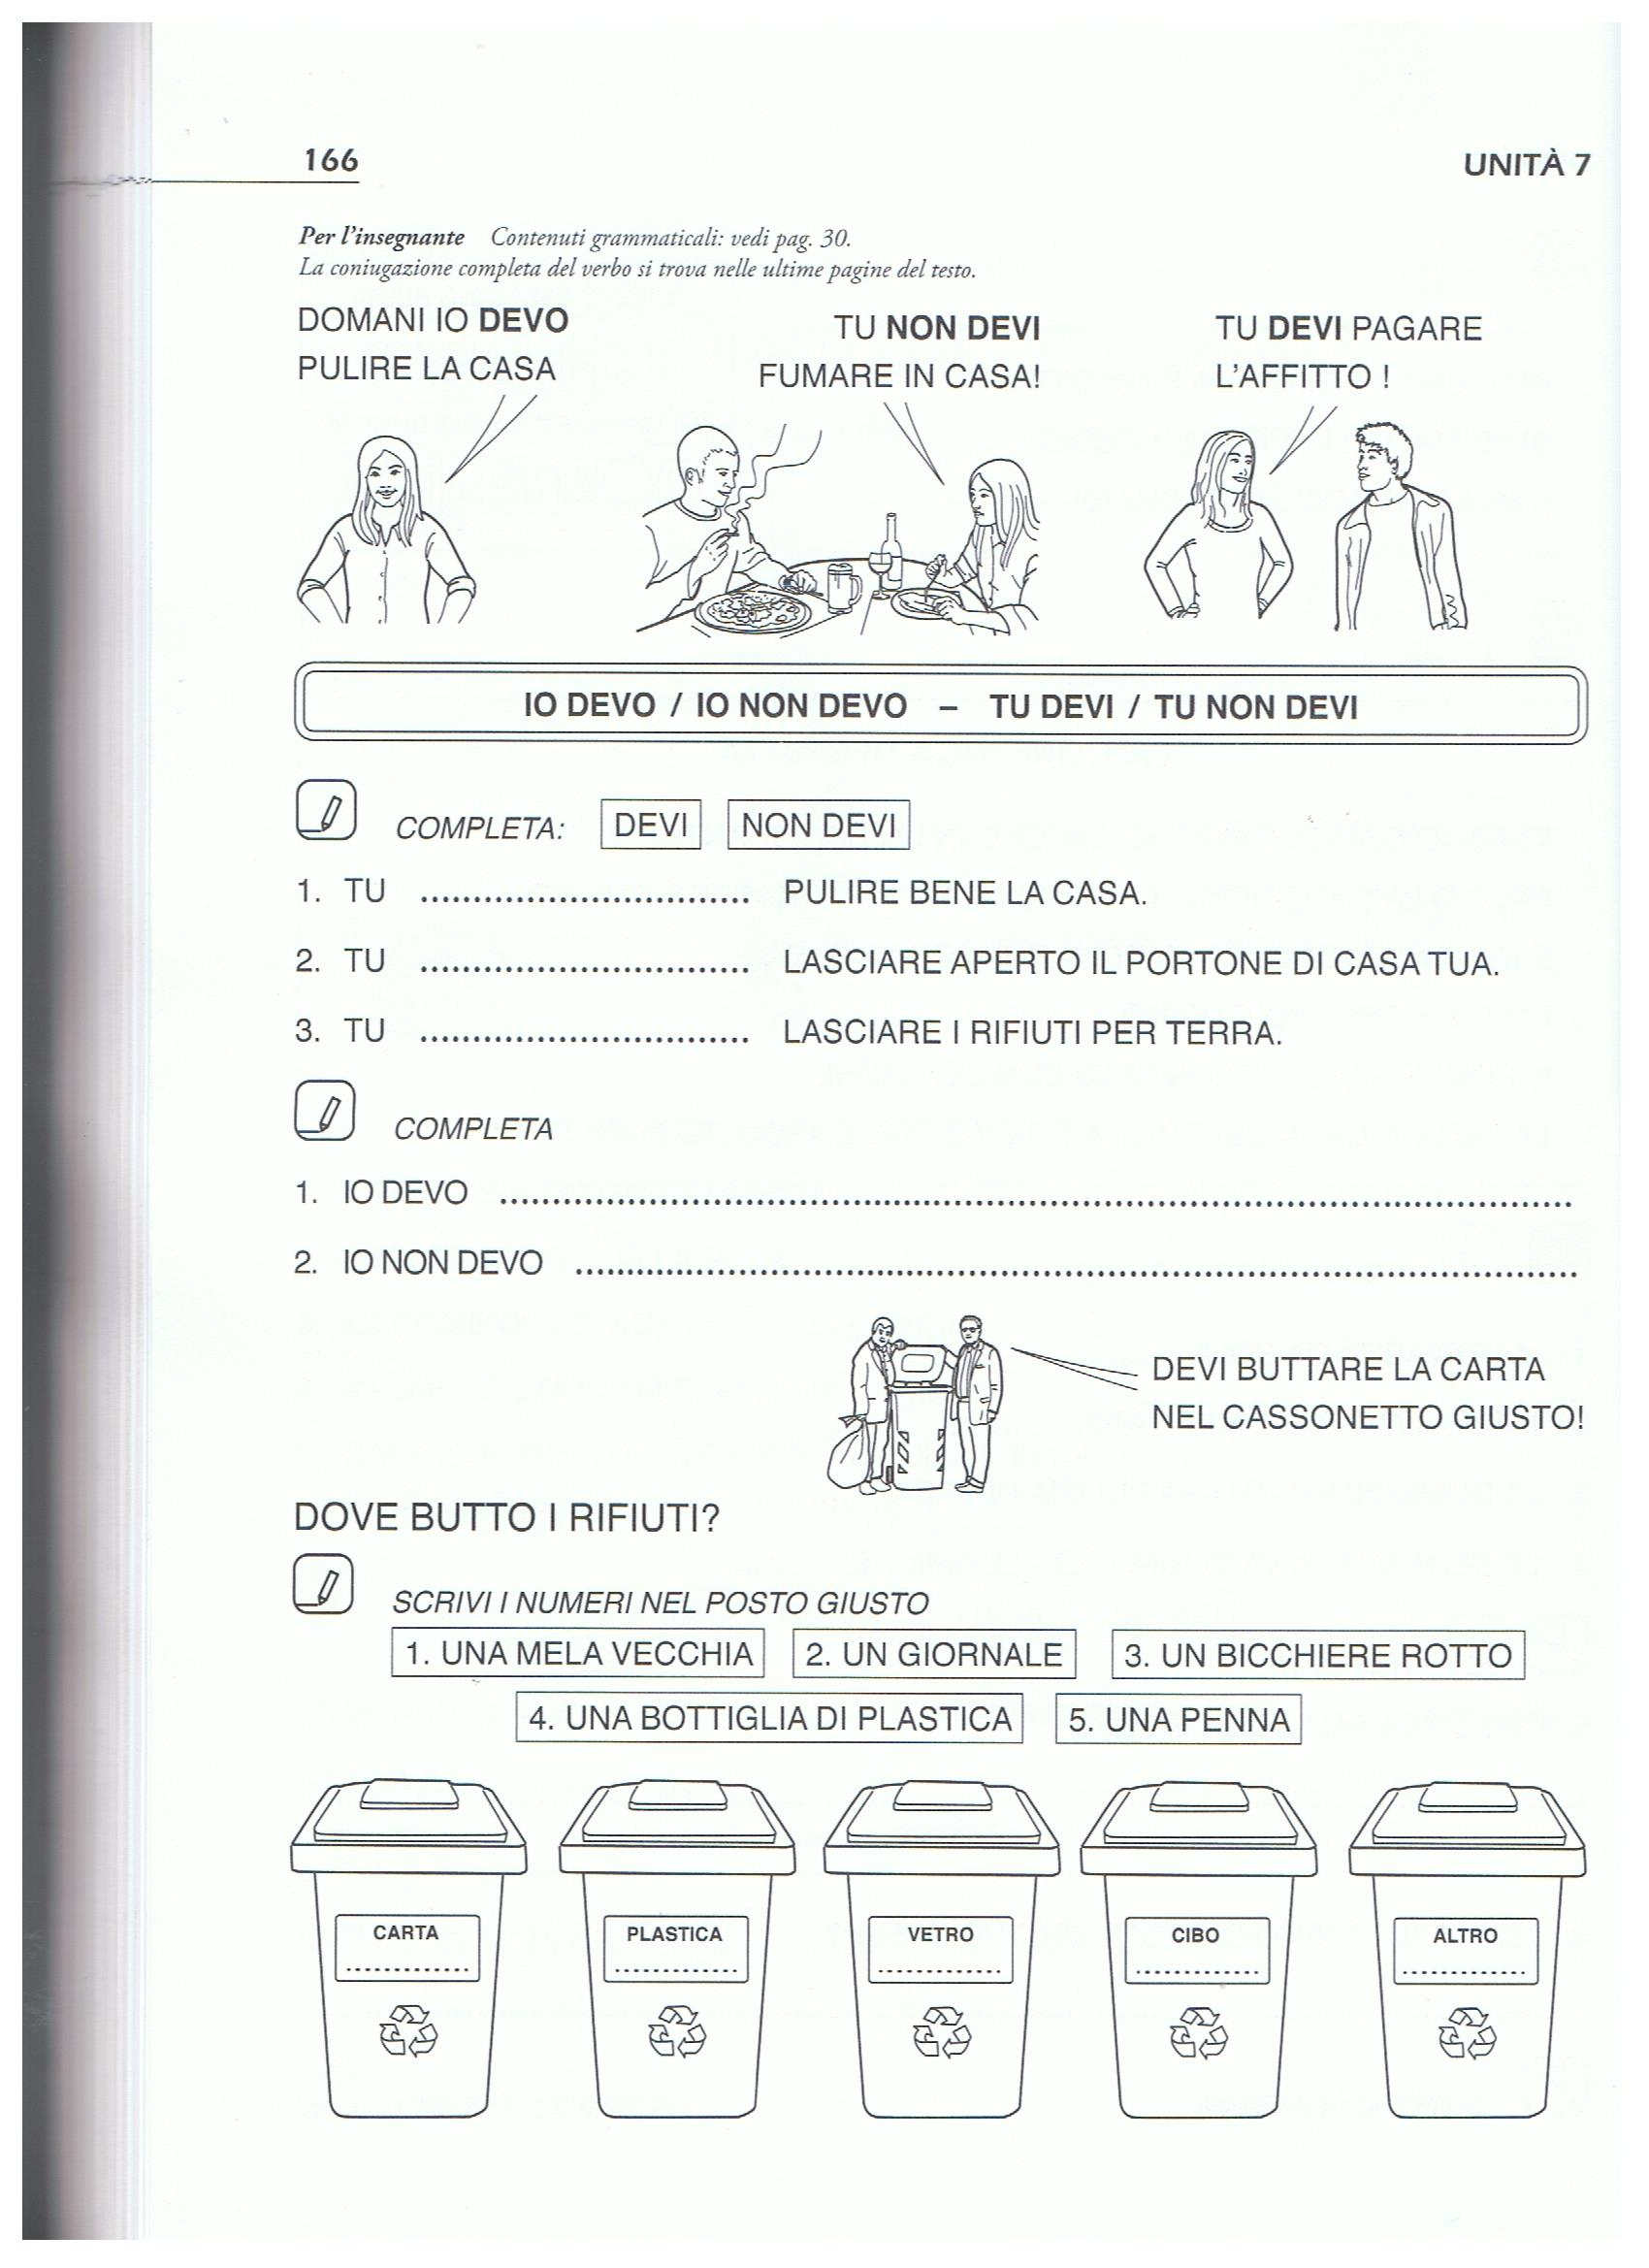 166
UNITÀ 7
Per l'insegnante Contenuti grammaticali: vedi pag. 30.
La coniugazione completa del verbo si trova nelle ultime pagine del testo.
DOMANI IO DEVO
PULIRE LA CASA
TU NON DEVI
FUMARE IN CASA!
TU DEVI PAGARE
L'AFFITTO !
IO DEVO / IO NON DEVO – TU DEVI / TU NON DEVI
COMPLETA: DEVI NON DEVI
1. TU ............................... PULIRE BENE LA CASA.
2. TU ............................... LASCIARE APERTO IL PORTONE DI CASA TUA.
3. TU ............................... LASCIARE I RIFIUTI PER TERRA.
COMPLETA
1. IO DEVO ....................................................................................................
2. IO NON DEVO ..............................................................................................
DEVI BUTTARE LA CARTA
NEL CASSONETTO GIUSTO!
DOVE BUTTO I RIFIUTI?
SCRIVI I NUMERI NEL POSTO GIUSTO
1. UNA MELA VECCHIA 2. UN GIORNALE 3. UN BICCHIERE ROTTO
4. UNA BOTTIGLIA DI PLASTICA 5. UNA PENNA
CARTA
.............
PLASTICA
.............
VETRO
.............
CIBO
.............
ALTRO
.............